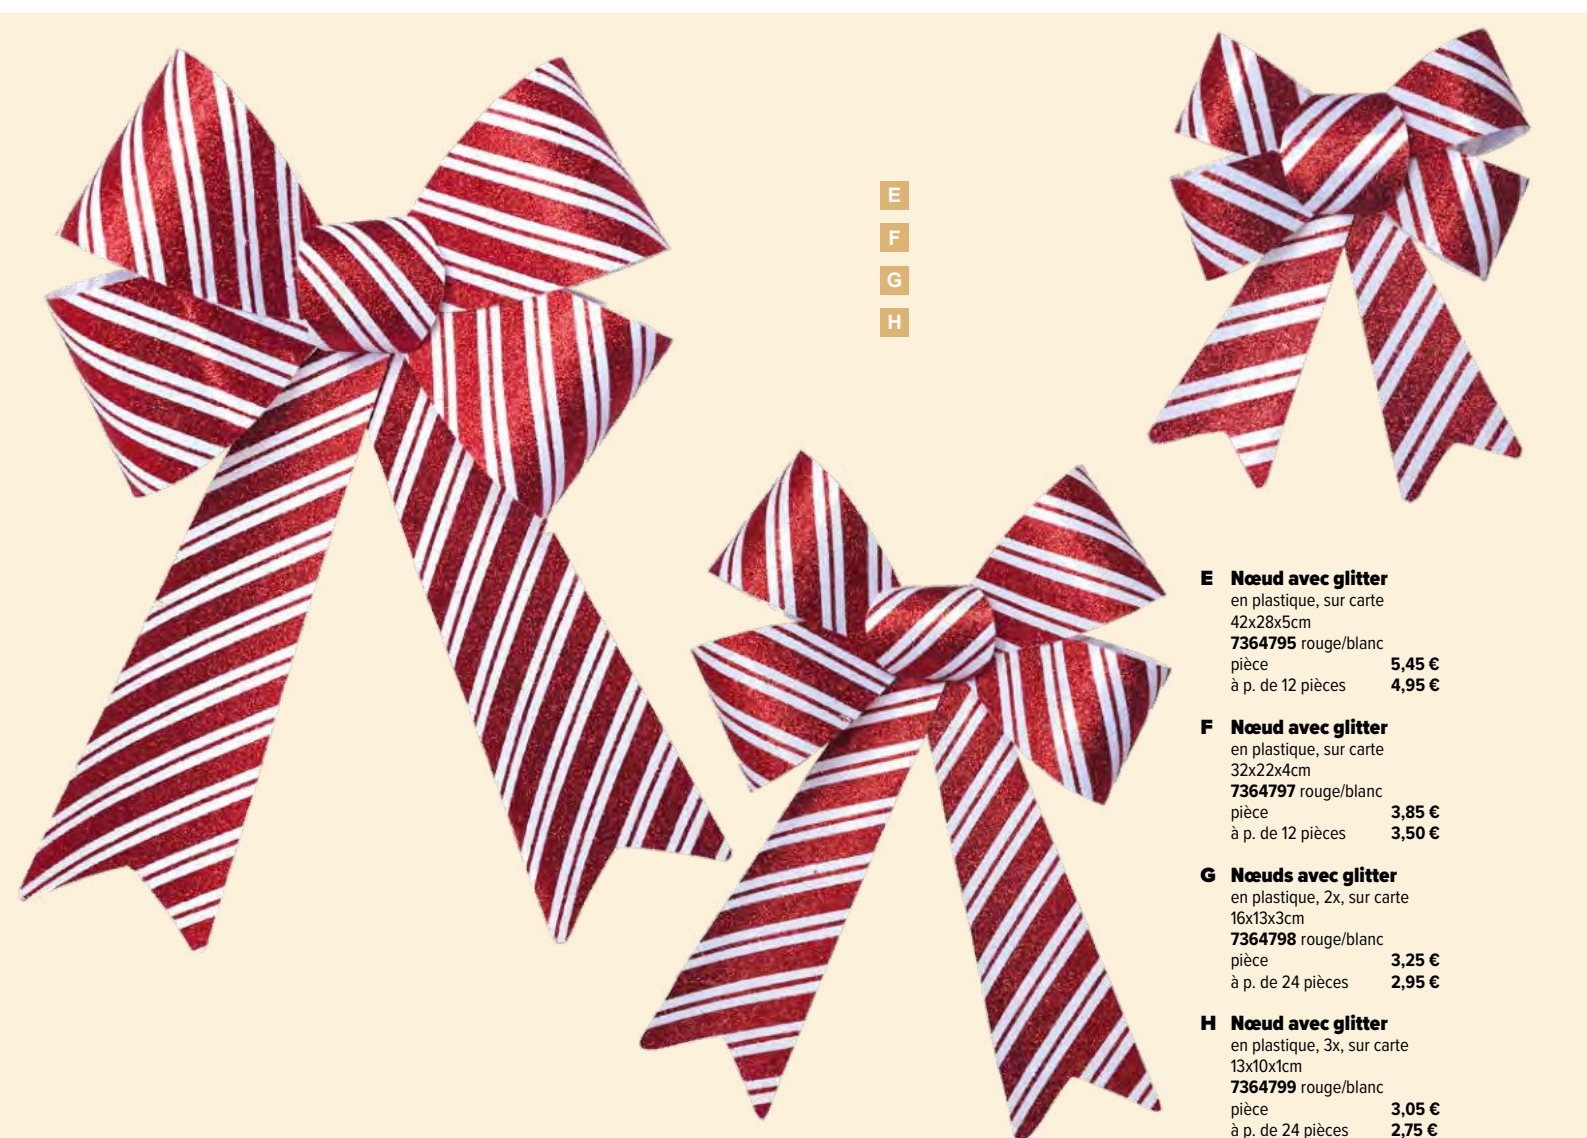 E
F
G
H
E Nœud avec glitter
en plastique, sur carte
42x28x5cm
7364795 rouge/blanc
pièce 5,45 €
à p. de 12 pièces 4,95 €
F Nœud avec glitter
en plastique, sur carte
32x22x4cm
7364797 rouge/blanc
pièce 3,85 €
à p. de 12 pièces 3,50 €
G Nœuds avec glitter
en plastique, 2x, sur carte
16x13x3cm
7364798 rouge/blanc
pièce 3,25 €
à p. de 24 pièces 2,95 €
H Nœud avec glitter
en plastique, 3x, sur carte
13x10x1cm
7364799 rouge/blanc
pièce 3,05 €
à p. de 24 pièces 2,75 €